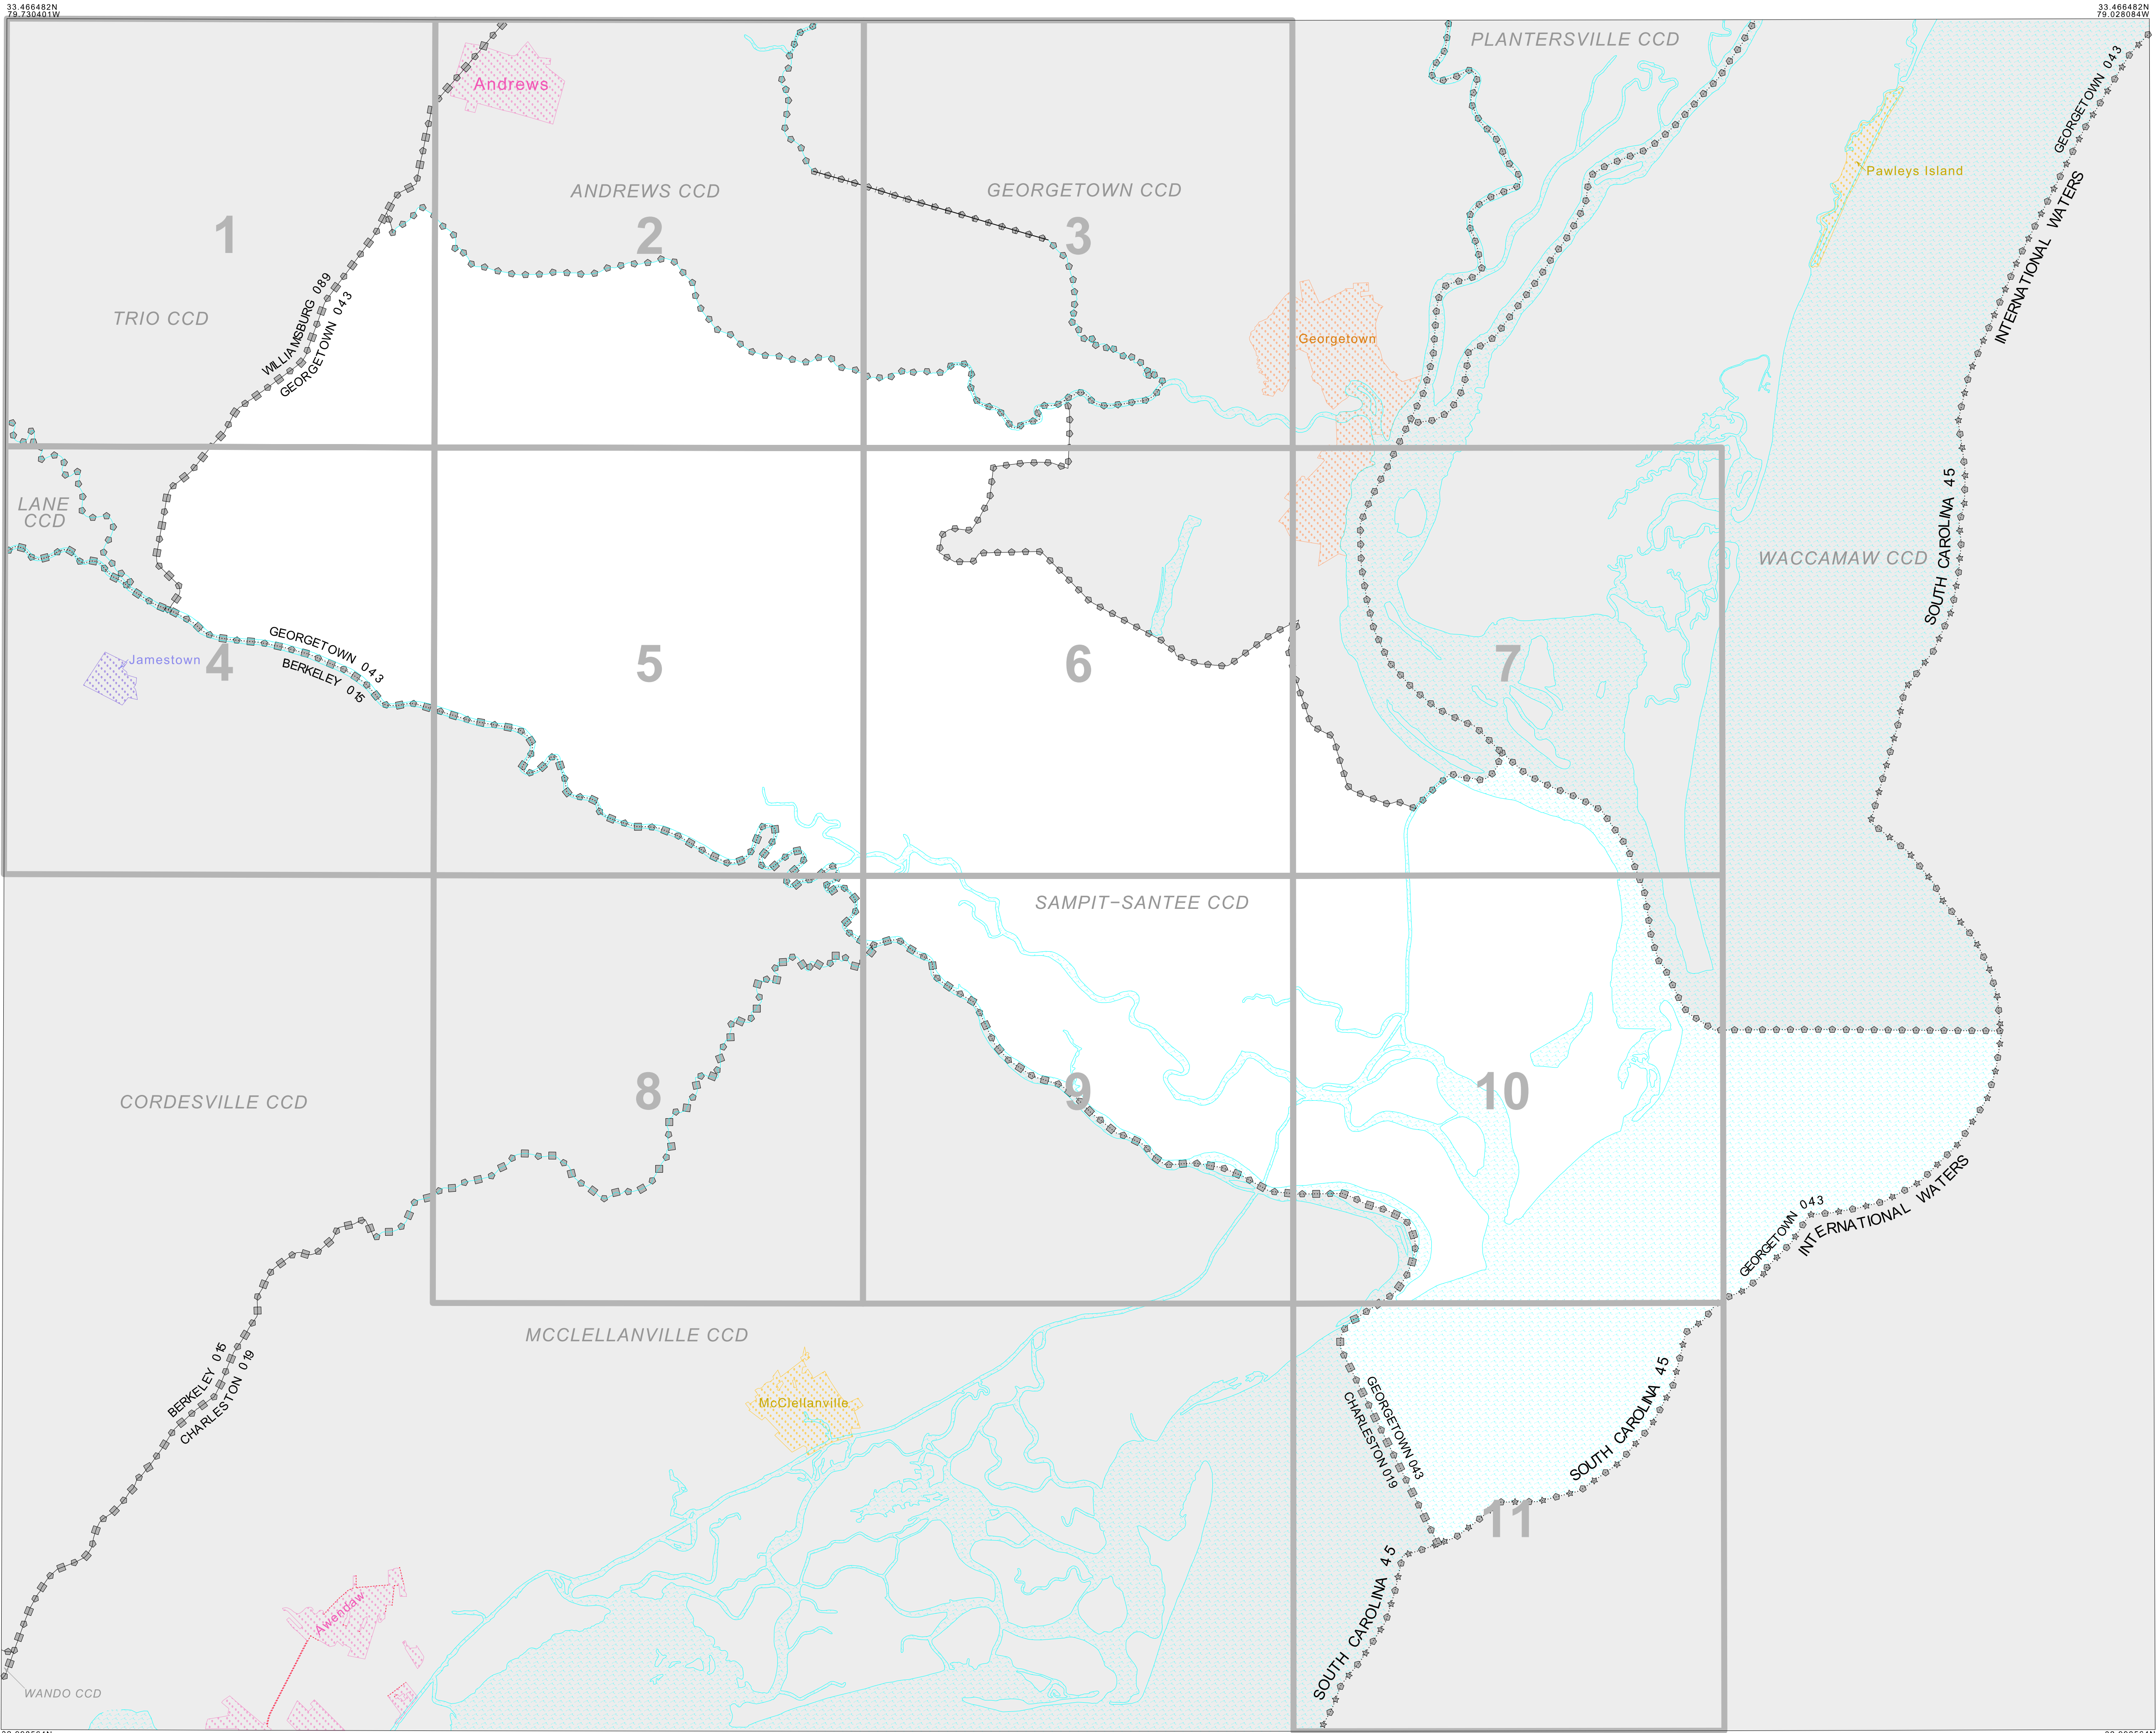 33.466482N
79.730401W
33.466482N
79.028084W
PLANTERSVILLE CCD
GEORGETOWN 043
Andrews
Pawleys Island
ANDREWS CCD
GEORGETOWN CCD
1
2
3
INTERNATIONAL WATERS
TRIO CCD
WILLIAMSBURG 089
GEORGETOWN 043
Georgetown
LANE
CCD
SOUTH CAROLINA 45
WACCAMAW CCD
GEORGETOWN 043
BERKELEY 015
Jamestown
4
5
6
7
SAMPIT-SANTEE CCD
CORDESVILLE CCD
8
9
10
GEORGETOWN 043
INTERNATIONAL WATERS
MCCLELLANVILLE CCD
BERKELEY 015
CHARLESTON 019
McClellanville
GEORGETOWN 043
CHARLESTON 019
SOUTH CAROLINA 45
11
SOUTH CAROLINA 45
Awendaw
WANDO CCD